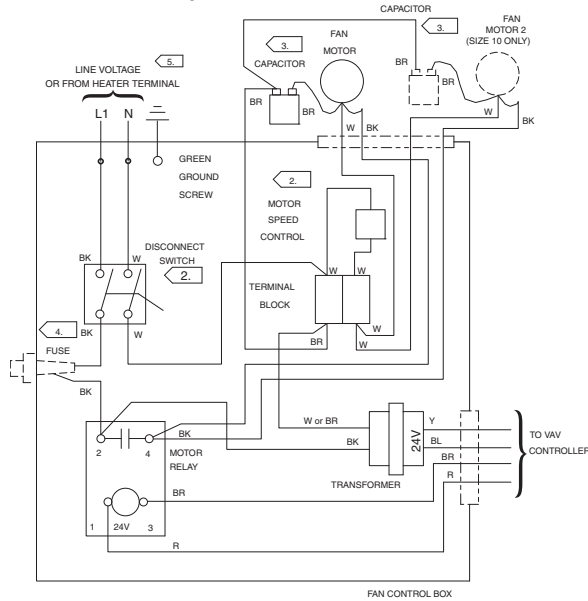 CAPACITOR
3.
FAN
MOTOR 2
(SIZE 10 ONLY)
3.
FAN
MOTOR
CAPACITOR
5.
LINE VOLTAGE
OR FROM HEATER TERMINAL
BR
BR
BR
BR
L1
N
W
BK
W
BK
GREEN
GROUND
SCREW
2.
MOTOR
SPEED
CONTROL
DISCONNECT
SWITCH
2.
BK
W
W
W
TERMINAL
BLOCK
4.
BK
W
W
FUSE
BR
W
BK
W or BR
Y
BK
BK
24V
BL
TO VAV
CONTROLLER
2
4
MOTOR
RELAY
BR
R
TRANSFORMER
BR
1
24V
3
R
FAN CONTROL BOX